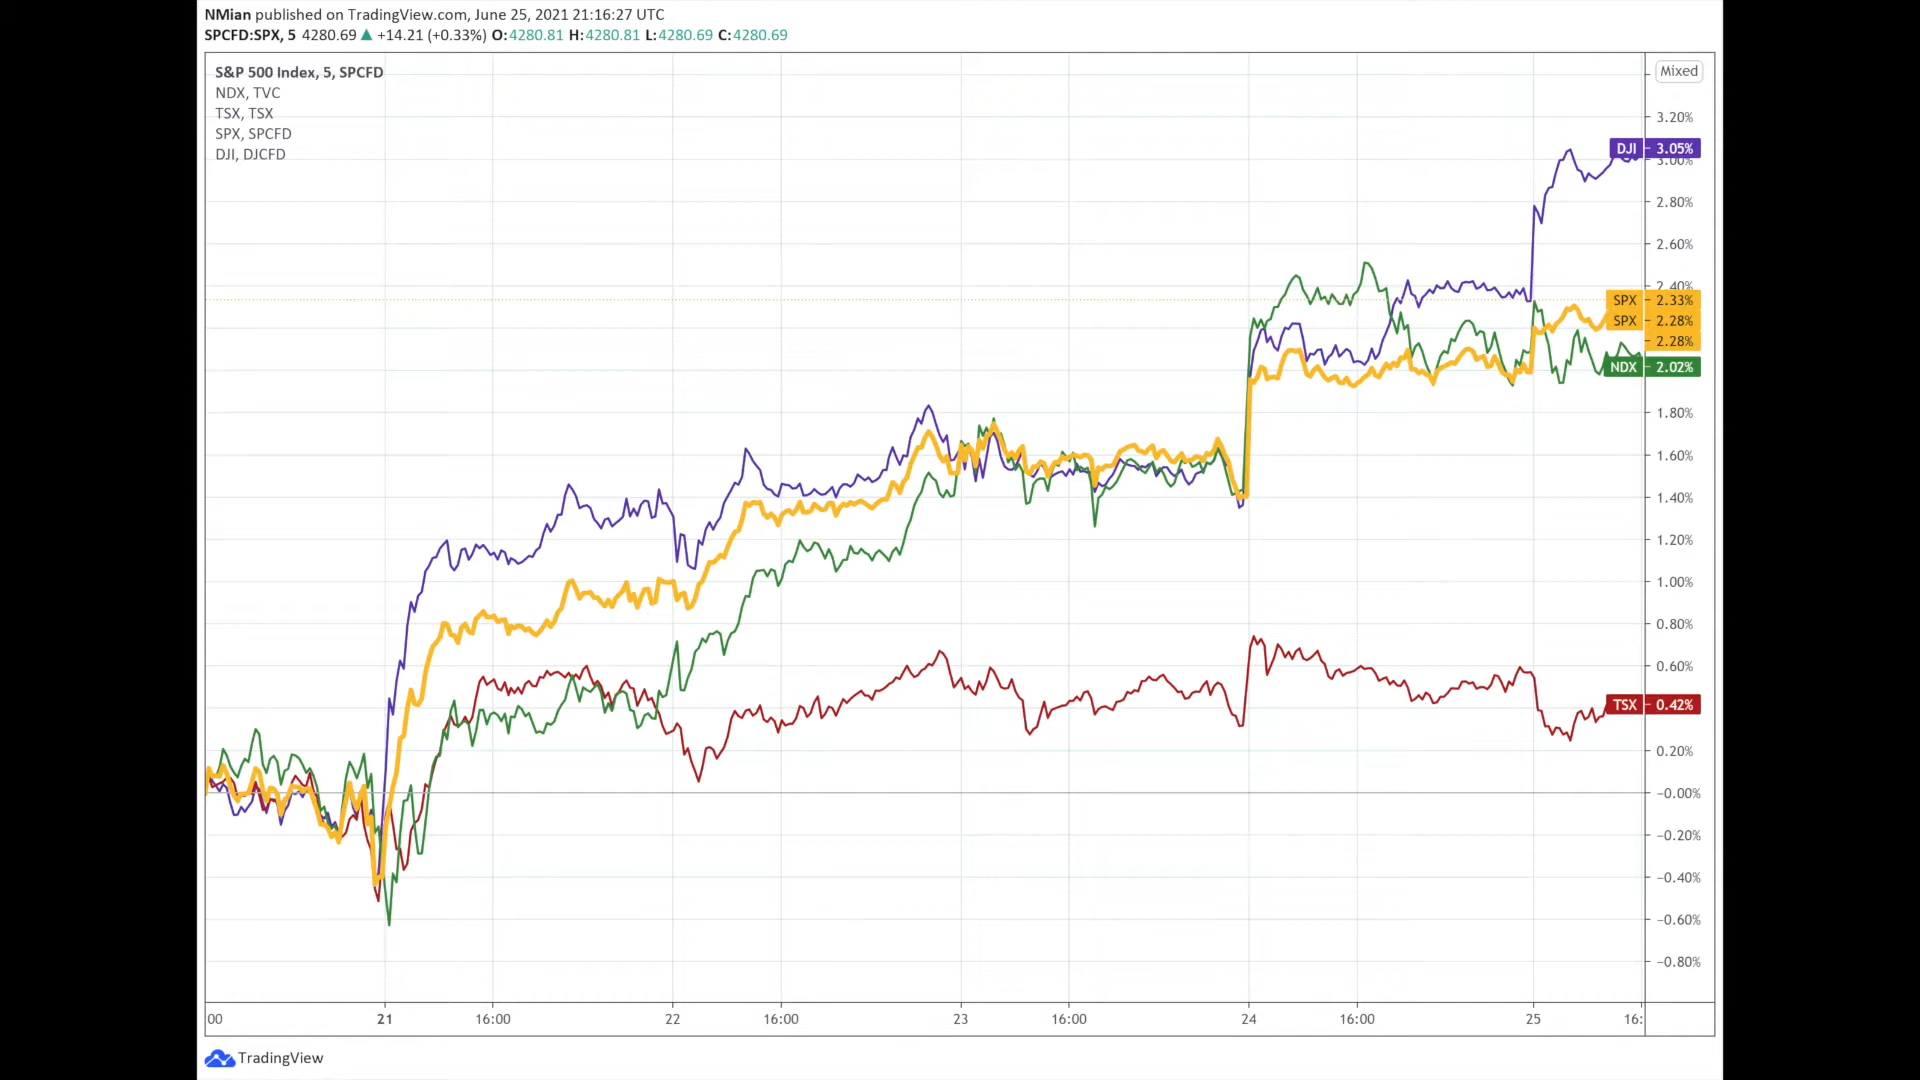 NMian published on TradingView.com, June 25, 2021 21:16:27 UTC
SPCFD:SPX, 5 4280.69 ▲ +14.21 (+0.33%) O:4280.81 H:4280.81 L:4280.69 C:4280.69
S&P 500 Index, 5, SPCFD
NDX, TVC
TSX, TSX
SPX, SPCFD
DJI, DJCFD
Mixed
3.20%
DJI 3.05%
3.00%
2.80%
2.60%
2.40%
SPX 2.33%
SPX 2.28%
2.28%
NDX 2.02%
1.80%
1.60%
1.40%
1.20%
1.00%
0.80%
0.60%
TSX 0.42%
0.20%
−0.00%
−0.20%
−0.40%
−0.60%
−0.80%
00 21 16:00 22 16:00 23 16:00 24 16:00 25 16:
TradingView